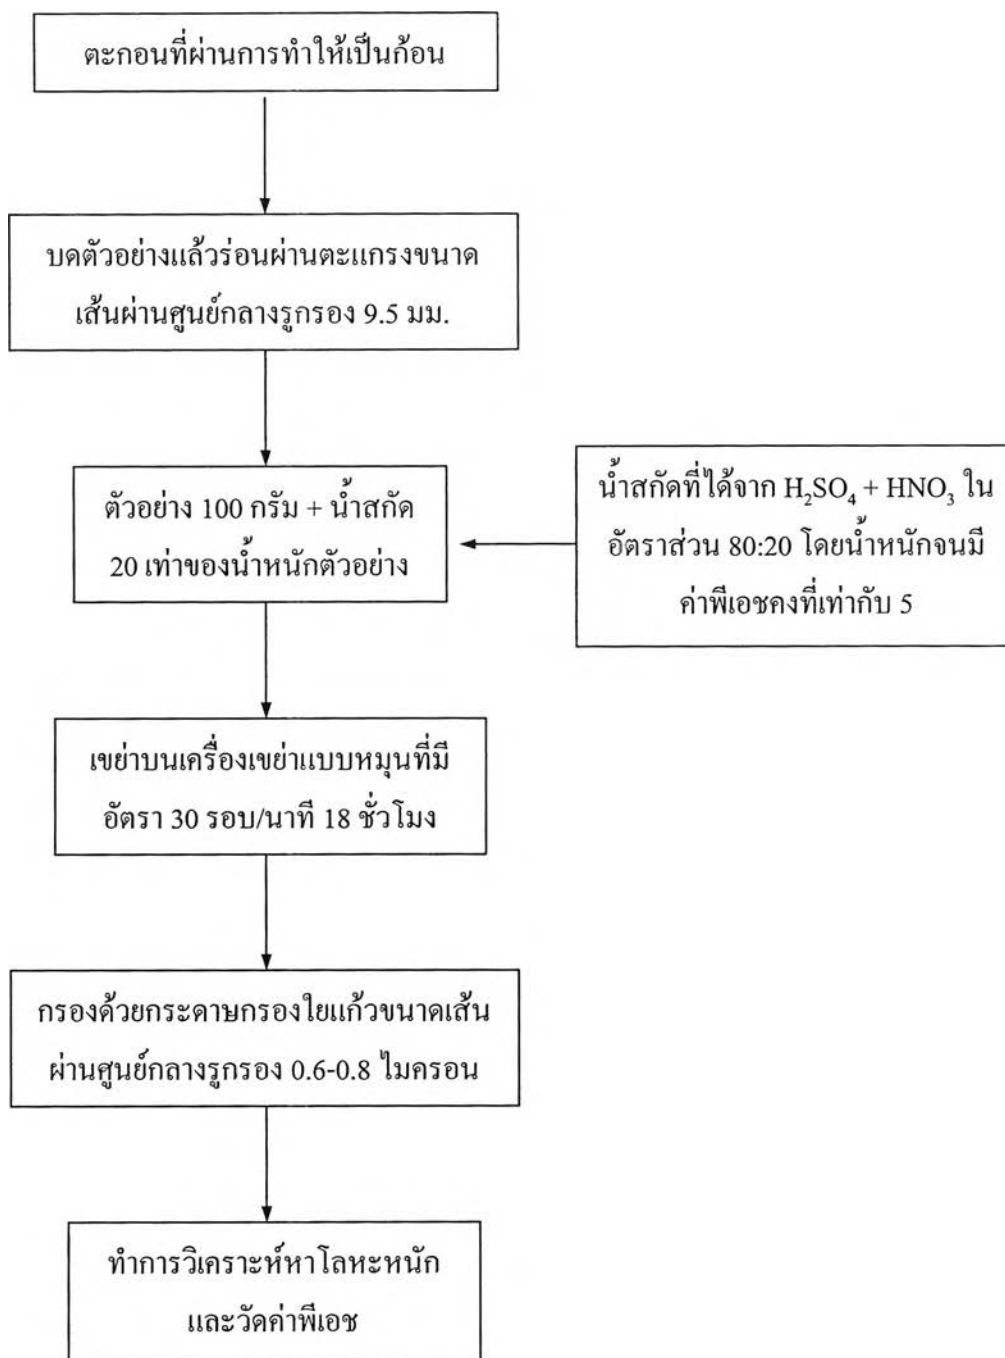 ตะกอนที่ผ่านการทำให้เป็นก้อน
บดตัวอย่างแล้วร่อนผ่านตะแกรงขนาด
เส้นผ่านศูนย์กลางรูกรอง 9.5 มม.
ตัวอย่าง 100 กรัม + น้ำสกัด
20 เท่าของน้ำหนักตัวอย่าง
น้ำสกัดที่ได้จาก H₂SO₄ + HNO₃ ใน
อัตราส่วน 80:20 โดยน้ำหนักจนมี
ค่าพีเอชคงที่เท่ากับ 5
เขย่าบนเครื่องเขย่าแบบหมุนที่มี
อัตรา 30 รอบ/นาที 18 ชั่วโมง
กรองด้วยกระดาษกรองใยแก้วขนาดเส้น
ผ่านศูนย์กลางรูกรอง 0.6-0.8 ไมครอน
ทำการวิเคราะห์หาโลหะหนัก
และวัดค่าพีเอช